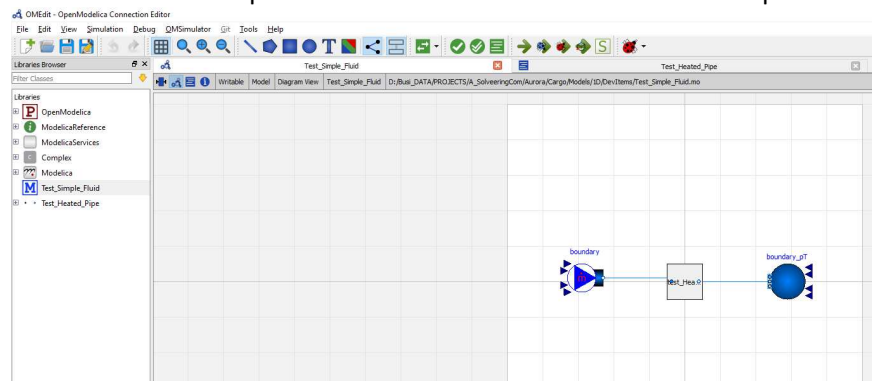 OMEdit - OpenModelica Connection Editor
File Edit View Simulation Debug OMSimulator Git Tools Help
Libraries Browser
Test_Simple_Fluid
Test_Heated_Pipe
Filter Classes
Writable Model Diagram View Test_Simple_Fluid D:/Busi_DATA/PROJECTS/A_SolveeringCom/Aurora/Cargo/Models/1D/DevItems/Test_Simple_Fluid.mo
Libraries
P OpenModelica
i ModelicaReference
ModelicaServices
C Complex
Modelica
M Test_Simple_Fluid
Test_Heated_Pipe
boundary
boundary_pT
m
test_Hea